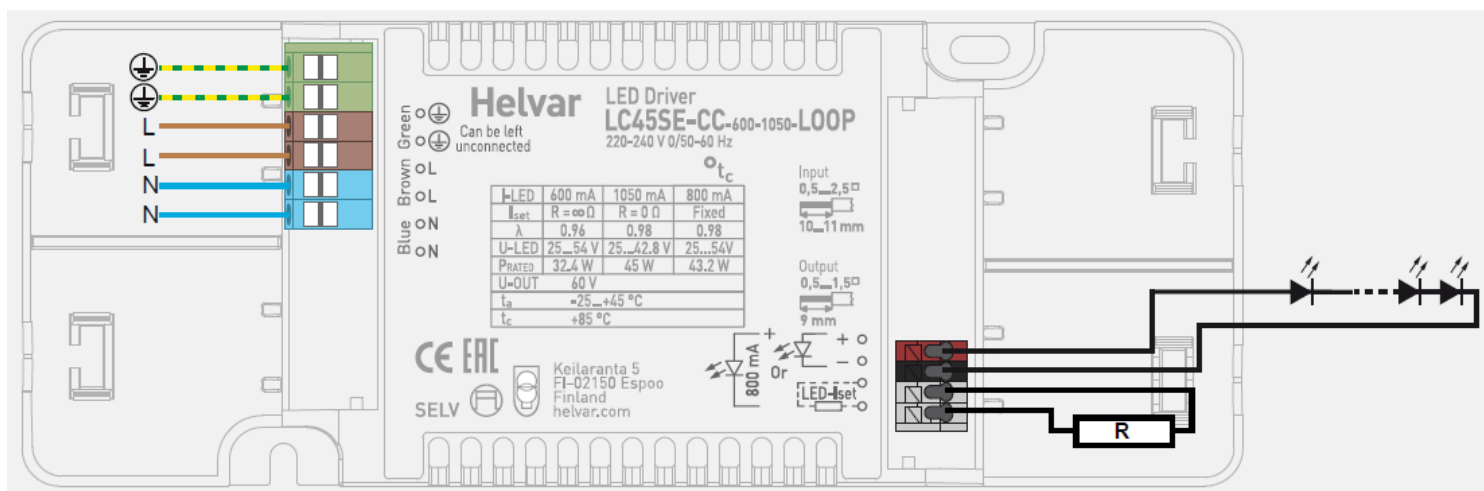 L
L
N
N
Green
Brown
Blue
Can be left
unconnected
L
L
N
N
Helvar
LED Driver
LC45SE-CC-600-1050-LOOP
220-240 V 0/50-60 Hz
tc
I-LED 600 mA 1050 mA 800 mA
Iset R = ∞ Ω R = 0 Ω Fixed
λ 0.96 0.98 0.98
U-LED 25...54 V 25...42.8 V 25...54V
PRATED 32.4 W 45 W 43.2 W
U-OUT 60 V
ta -25...+45 °C
tc +85 °C
Input
0,5...2,5
10...11 mm
Output
0,5...1,5
9 mm
CE EAC
SELV
Keilaranta 5
FI-02150 Espoo
Finland
helvar.com
+
800 mA
Or
+
-
LED-Iset
R